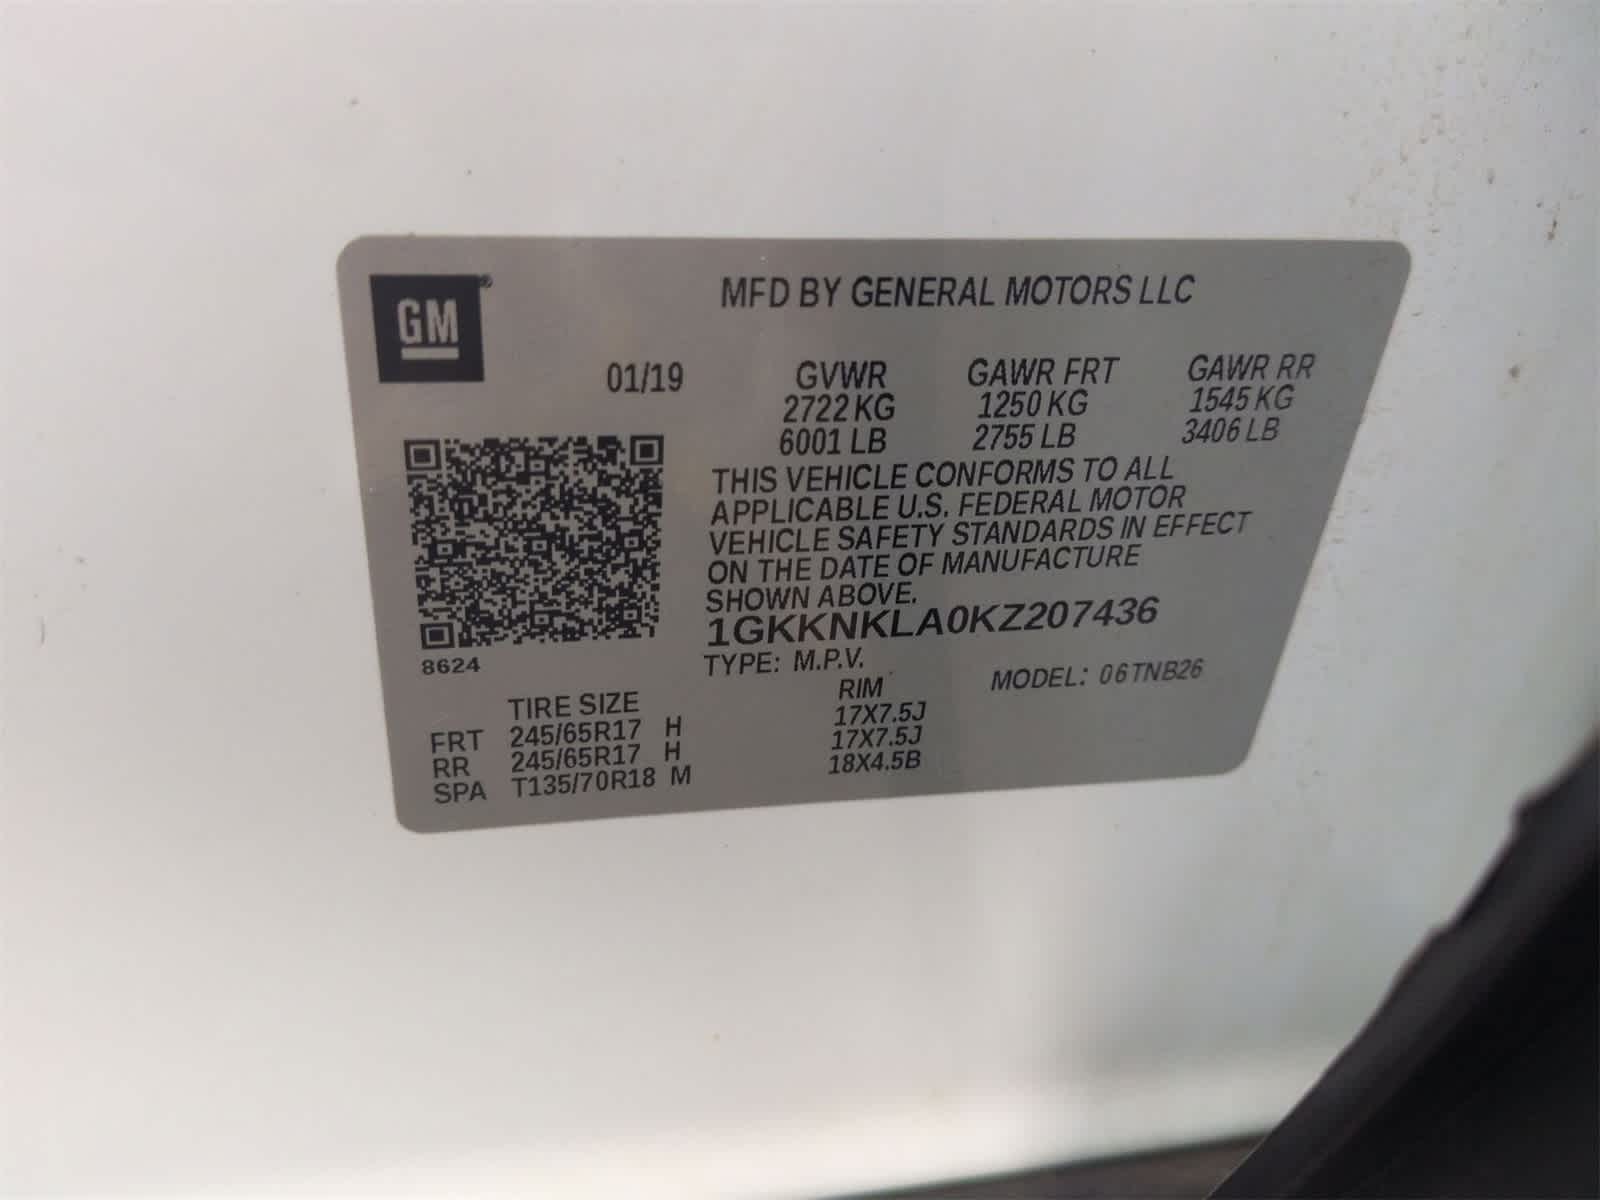 GM®
MFD BY GENERAL MOTORS LLC
01/19
GVWR GAWR FRT GAWR RR
2722 KG 1250 KG 1545 KG
6001 LB 2755 LB 3406 LB
THIS VEHICLE CONFORMS TO ALL
APPLICABLE U.S. FEDERAL MOTOR
VEHICLE SAFETY STANDARDS IN EFFECT
ON THE DATE OF MANUFACTURE
SHOWN ABOVE.
1GKKNKLA0KZ207436
8624
TYPE: M.P.V. MODEL: 06TNB26
TIRE SIZE RIM
FRT 245/65R17 H 17X7.5J
RR 245/65R17 H 17X7.5J
SPA T135/70R18 M 18X4.5B